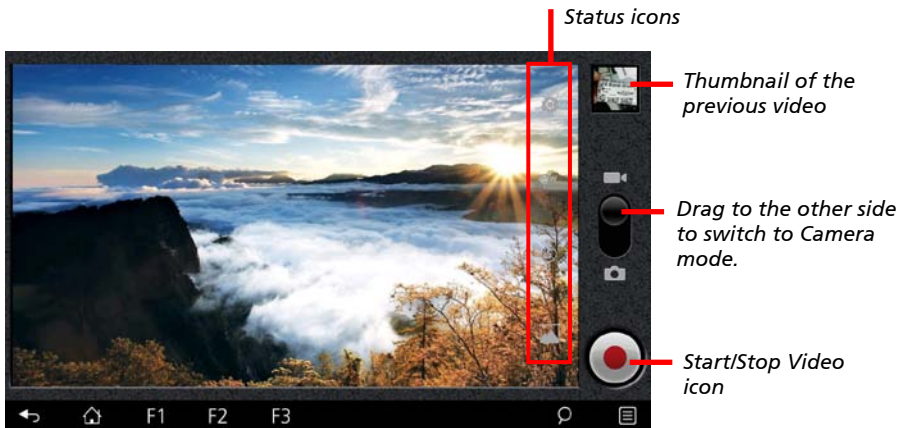 Status icons
Thumbnail of the
previous video
Drag to the other side
to switch to Camera
mode.
Start/Stop Video
icon
F1 F2 F3